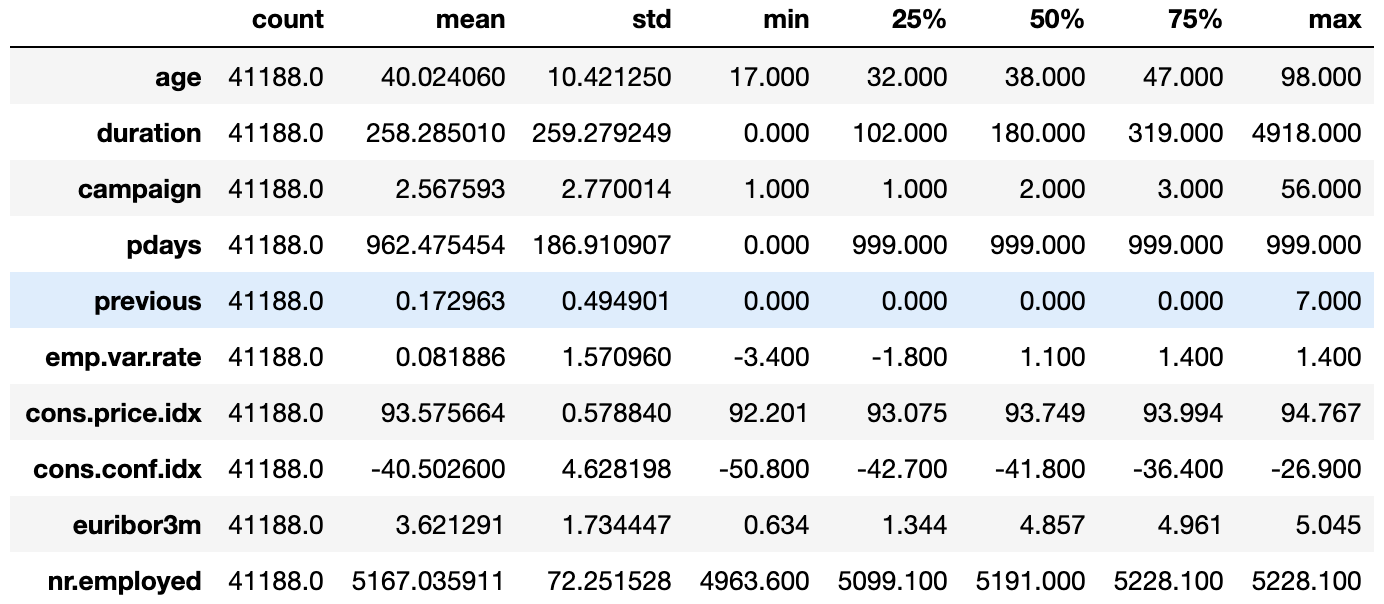 count mean std min 25% 50% 75% max
age 41188.0 40.024060 10.421250 17.000 32.000 38.000 47.000 98.000
duration 41188.0 258.285010 259.279249 0.000 102.000 180.000 319.000 4918.000
campaign 41188.0 2.567593 2.770014 1.000 1.000 2.000 3.000 56.000
pdays 41188.0 962.475454 186.910907 0.000 999.000 999.000 999.000 999.000
previous 41188.0 0.172963 0.494901 0.000 0.000 0.000 0.000 7.000
emp.var.rate 41188.0 0.081886 1.570960 -3.400 -1.800 1.100 1.400 1.400
cons.price.idx 41188.0 93.575664 0.578840 92.201 93.075 93.749 93.994 94.767
cons.conf.idx 41188.0 -40.502600 4.628198 -50.800 -42.700 -41.800 -36.400 -26.900
euribor3m 41188.0 3.621291 1.734447 0.634 1.344 4.857 4.961 5.045
nr.employed 41188.0 5167.035911 72.251528 4963.600 5099.100 5191.000 5228.100 5228.100